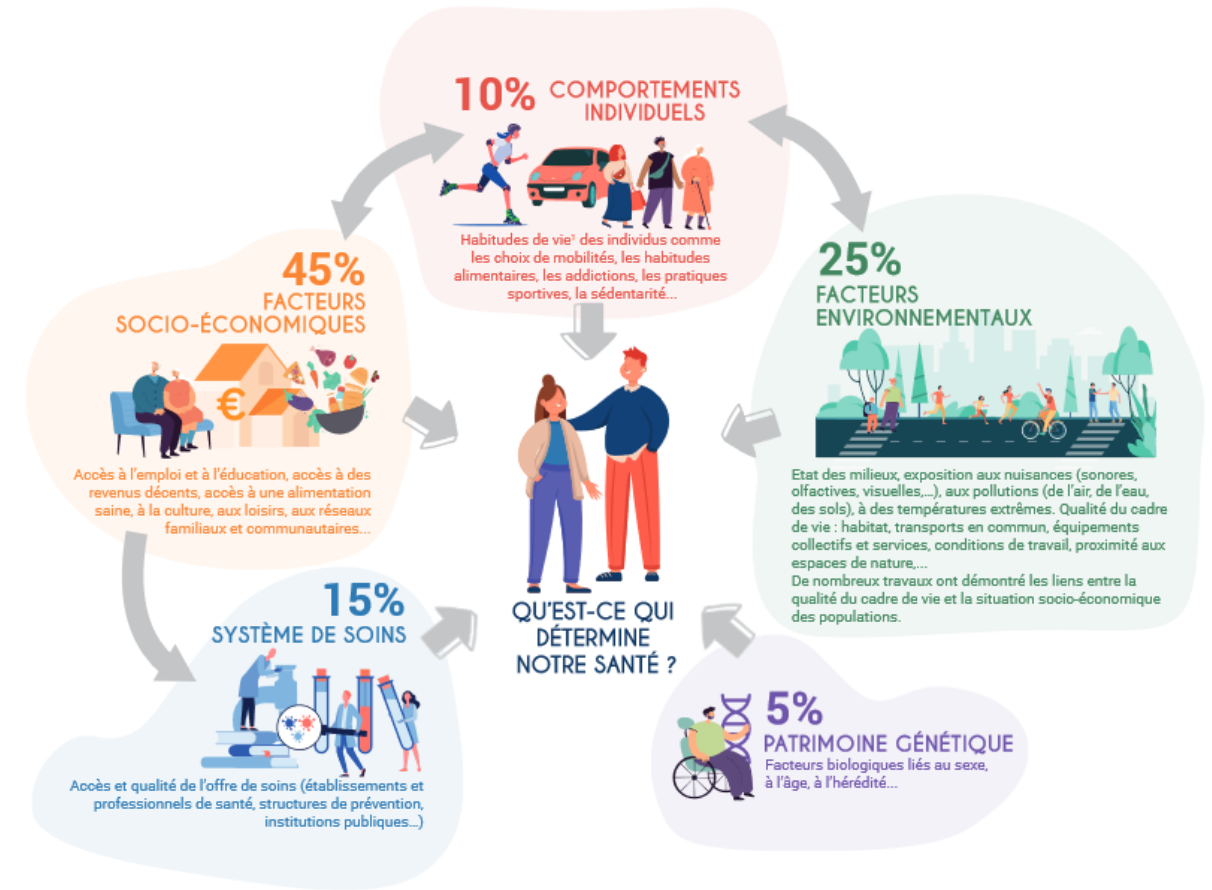 10% COMPORTEMENTS
INDIVIDUELS
Habitudes de vie¹ des individus comme
les choix de mobilités, les habitudes
alimentaires, les addictions, les pratiques
sportives, la sédentarité...
45%
FACTEURS
SOCIO-ÉCONOMIQUES
€
Accès à l'emploi et à l'éducation, accès à des
revenus décents, accès à une alimentation
saine, à la culture, aux loisirs, aux réseaux
familiaux et communautaires...
25%
FACTEURS
ENVIRONNEMENTAUX
Etat des milieux, exposition aux nuisances (sonores,
olfactives, visuelles,...), aux pollutions (de l'air, de l'eau,
des sols), à des températures extrêmes. Qualité du cadre
de vie : habitat, transports en commun, équipements
collectifs et services, conditions de travail, proximité aux
espaces de nature,...
De nombreux travaux ont démontré les liens entre la
qualité du cadre de vie et la situation socio-économique
des populations.
15%
SYSTÈME DE SOINS
Accès et qualité de l'offre de soins (établissements et
professionnels de santé, structures de prévention,
institutions publiques...)
QU'EST-CE QUI
DÉTERMINE
NOTRE SANTÉ ?
5%
PATRIMOINE GÉNÉTIQUE
Facteurs biologiques liés au sexe,
à l'âge, à l'hérédité...